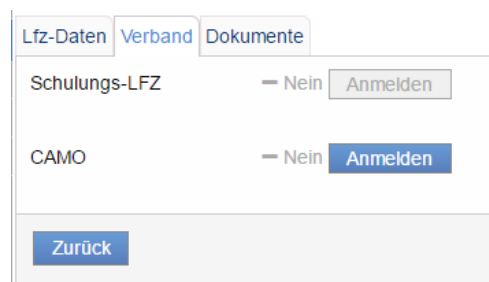 Lfz-Daten Verband Dokumente
Schulungs-LFZ Nein Anmelden
CAMO Nein Anmelden
Zurück